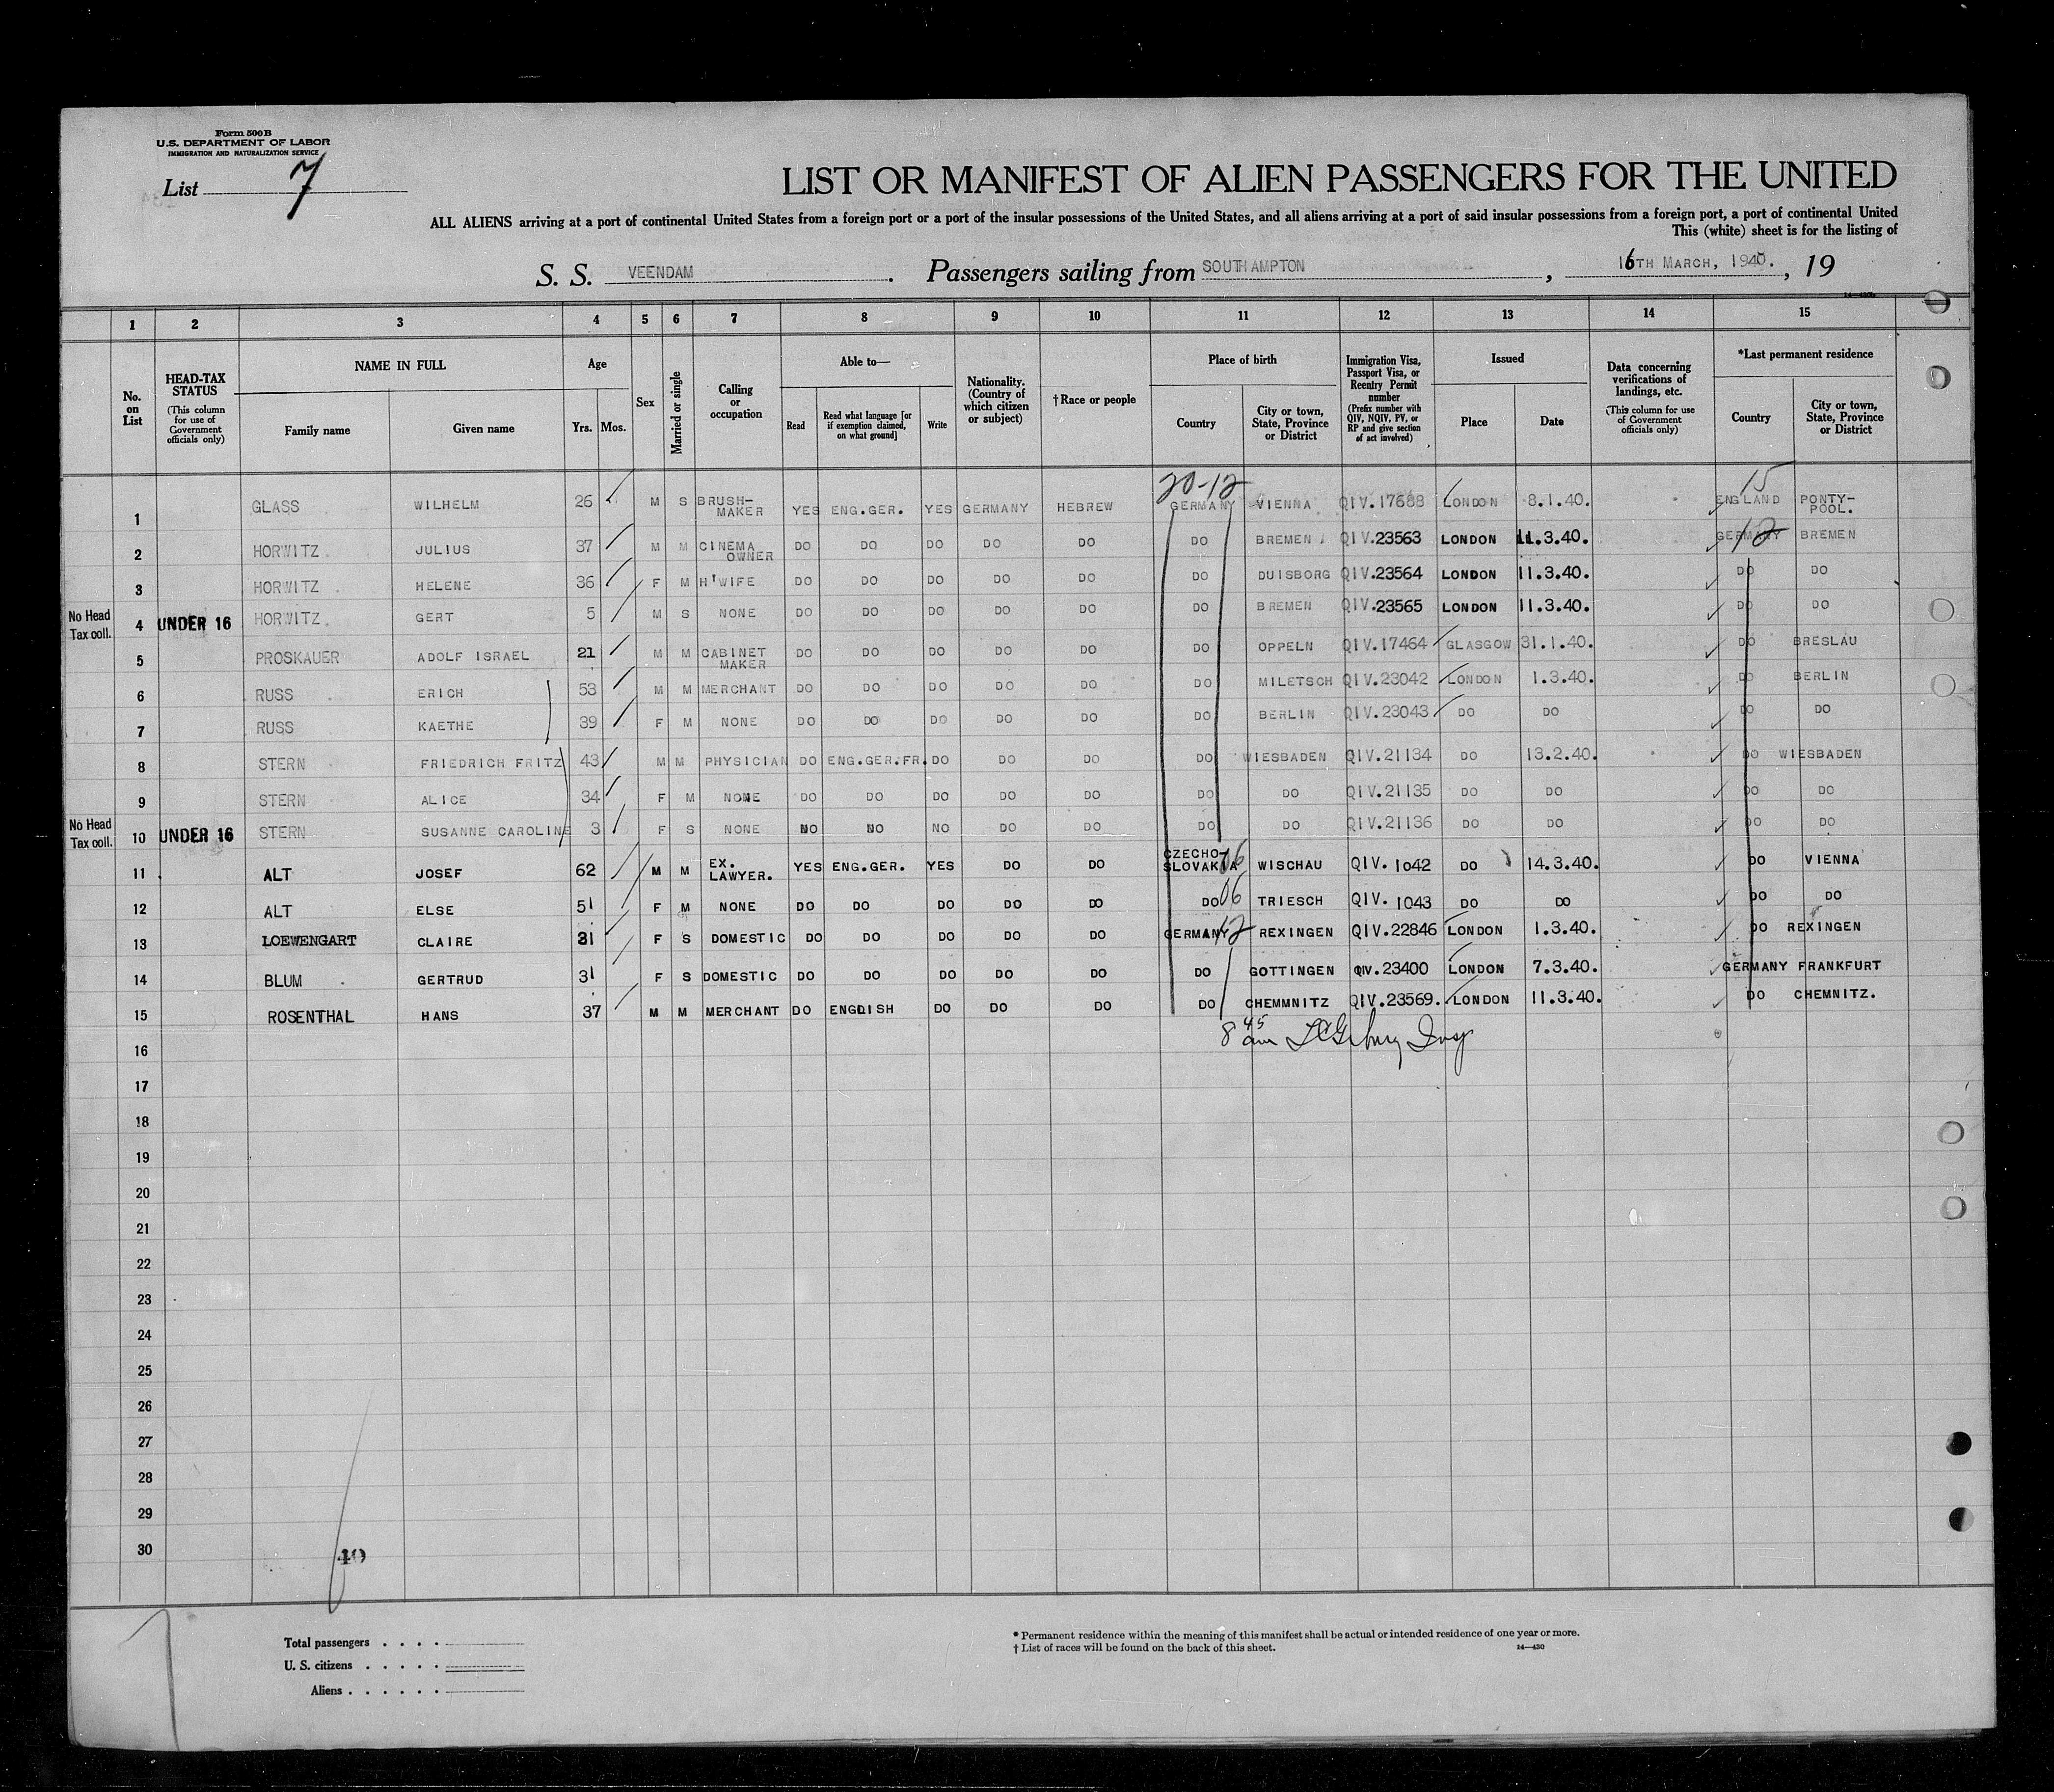 Form 500 B
U.S. DEPARTMENT OF LABOR
IMMIGRATION AND NATURALIZATION SERVICE
List 7
LIST OR MANIFEST OF ALIEN PASSENGERS FOR THE UNITED
ALL ALIENS arriving at a port of continental United States from a foreign port or a port of the insular possessions of the United States, and all aliens arriving at a port of said insular possessions from a foreign port, a port of continental United
This (white) sheet is for the listing of
S. S. VEENDAM. Passengers sailing from SOUTHAMPTON, 16TH MARCH, 1940., 19
1 2 3 4 5 6 7 8 9 10 11 12 13 14 15
No. on List
HEAD-TAX STATUS (This column for use of Government officials only)
NAME IN FULL Family name Given name
Age Yrs. Mos.
Sex
Married or single
Calling or occupation
Able to— Read Read what language [or if exemption claimed, on what ground] Write
Nationality. (Country of which citizen or subject)
†Race or people
Place of birth Country City or town, State, Province or District
Immigration Visa, Passport Visa, or Reentry Permit number (Prefix number with QIV, NQIV, PV, or RP and give section of act involved)
Issued Place Date
Data concerning verifications of landings, etc. (This column for use of Government officials only)
*Last permanent residence Country City or town, State, Province or District
20-12 15
1 GLASS WILHELM 26 M S BRUSH-MAKER YES ENG.GER. YES GERMANY HEBREW GERMANY VIENNA QIV.17688 LONDON 8.1.40. ENGLAND PONTY-POOL.
2 HORWITZ JULIUS 37 M M CINEMA OWNER DO DO DO DO DO DO BREMEN QIV.23563 LONDON 11.3.40. GERMANY 12 BREMEN
3 HORWITZ HELENE 36 F M H'WIFE DO DO DO DO DO DO DUISBORG QIV.23564 LONDON 11.3.40. DO DO
No Head Tax coll. 4 UNDER 16 HORWITZ GERT 5 M S NONE DO DO DO DO DO DO BREMEN QIV.23565 LONDON 11.3.40. DO DO
5 PROSKAUER ADOLF ISRAEL 21 M M CABINET MAKER DO DO DO DO DO DO OPPELN QIV.17464 GLASGOW 31.1.40. DO BRESLAU
6 RUSS ERICH 53 M M MERCHANT DO DO DO DO DO DO MILETSCH QIV.23042 LONDON 1.3.40. DO BERLIN
7 RUSS KAETHE 39 F M NONE DO DO DO DO DO DO BERLIN QIV.23043 DO DO DO DO
8 STERN FRIEDRICH FRITZ 43 M M PHYSICIAN DO ENG.GER.FR. DO DO DO DO WIESBADEN QIV.21134 DO 13.2.40. DO WIESBADEN
9 STERN ALICE 34 F M NONE DO DO DO DO DO DO DO QIV.21135 DO DO DO DO
No Head Tax coll. 10 UNDER 16 STERN SUSANNE CAROLINE 3 F S NONE NO NO NO DO DO DO DO QIV.21136 DO DO DO DO
11 ALT JOSEF 62 M M EX. LAWYER. YES ENG.GER. YES DO DO CZECHO-SLOVAKIA 06 WISCHAU QIV. 1042 DO 14.3.40. DO VIENNA
12 ALT ELSE 51 F M NONE DO DO DO DO DO DO 06 TRIESCH QIV. 1043 DO DO DO DO
13 LOEWENGART CLAIRE 31 F S DOMESTIC DO DO DO DO DO GERMANY 12 REXINGEN QIV.22846 LONDON 1.3.40. DO REXINGEN
14 BLUM GERTRUD 31 F S DOMESTIC DO DO DO DO DO DO GOTTINGEN QIV.23400 LONDON 7.3.40. GERMANY FRANKFURT
15 ROSENTHAL HANS 37 M M MERCHANT DO ENGLISH DO DO DO DO CHEMMNITZ QIV.23569. LONDON 11.3.40. DO CHEMNITZ.
8 45 am
16
17
18
19
20
21
22
23
24
25
26
27
28
29
30
40
Total passengers . . . .
U. S. citizens . . . . .
Aliens . . . . . .
* Permanent residence within the meaning of this manifest shall be actual or intended residence of one year or more.
† List of races will be found on the back of this sheet.
14—430